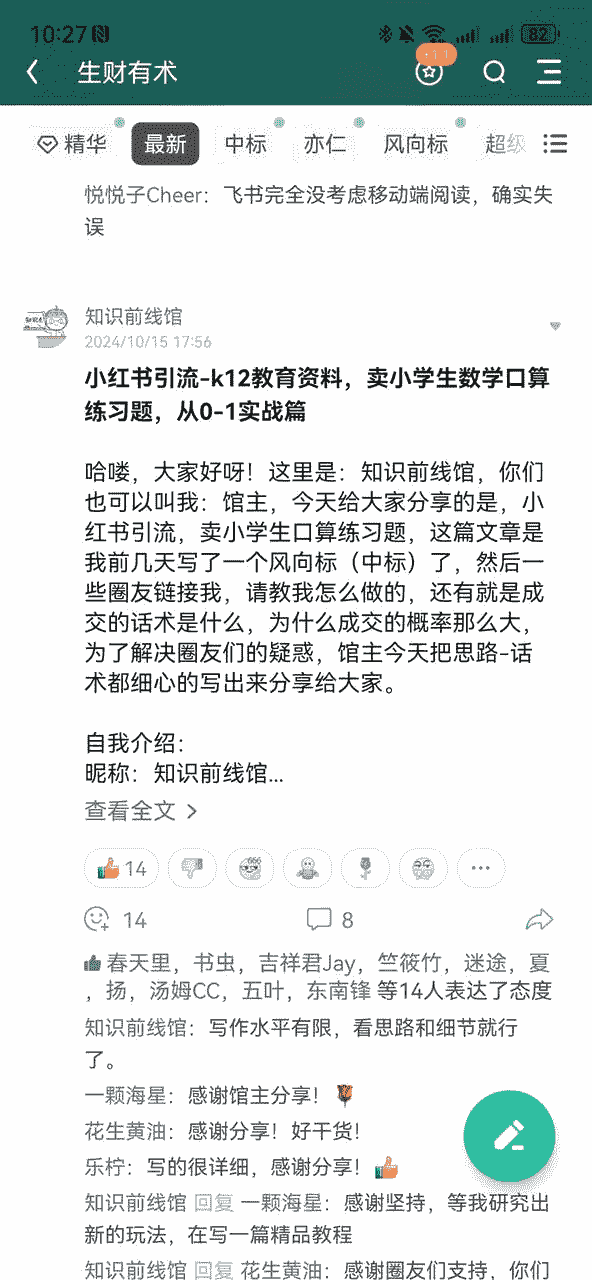 10:27
82
生财有术
精华
最新
中标
亦仁
风向标
超级
悦悦子Cheer：飞书完全没考虑移动端阅读，确实失
误
知识前线馆
2024/10/15 17:56
小红书引流-k12教育资料，卖小学生数学口算
练习题，从0-1实战篇
哈喽，大家好呀！这里是：知识前线馆，你们
也可以叫我：馆主，今天给大家分享的是，小
红书引流，卖小学生口算练习题，这篇文章是
我前几天写了一个风向标（中标）了，然后一
些圈友链接我，请教我怎么做的，还有就是成
交的话术是什么，为什么成交的概率那么大，
为了解决圈友们的疑惑，馆主今天把思路-话
术都细心的写出来分享给大家。
自我介绍：
昵称：知识前线馆...
查看全文
14
14
8
春天里，书虫，吉祥君Jay，竺筱竹，迷途，夏
，扬，汤姆CC，五叶，东南锋 等14人表达了态度
知识前线馆：写作水平有限，看思路和细节就行
了。
一颗海星：感谢馆主分享！
花生黄油：感谢分享！好干货！
乐柠：写的很详细，感谢分享！
知识前线馆 回复 一颗海星：感谢坚持，等我研究出
新的玩法，在写一篇精品教程
知识前线馆 回复 花生黄油：感谢圈友们支持，你们